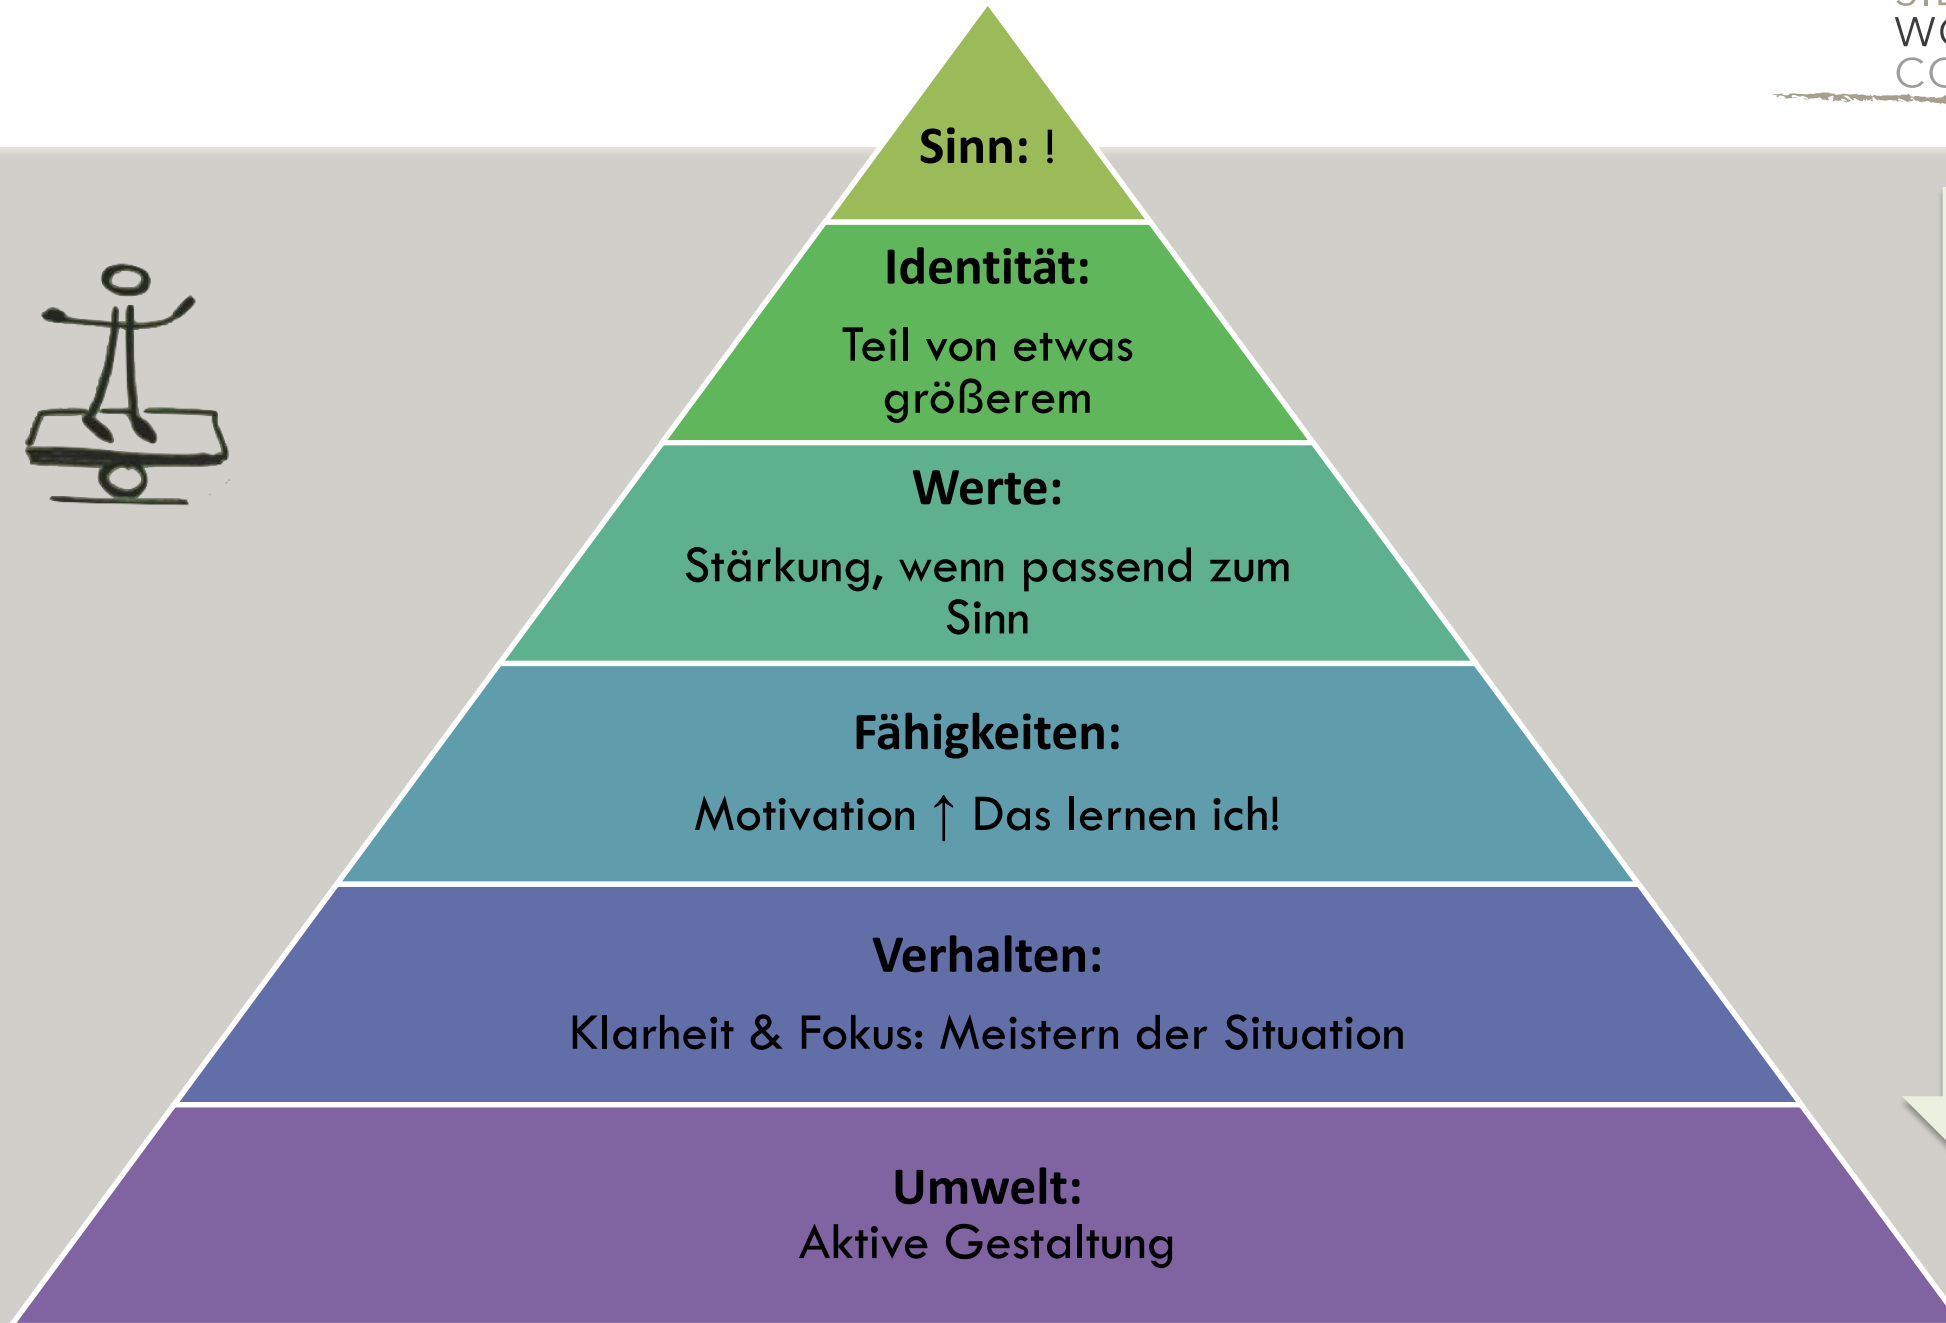 Sinn: !
Identität:
Teil von etwas
größerem
Werte:
Stärkung, wenn passend zum
Sinn
Fähigkeiten:
Motivation ↑ Das lernen ich!
Verhalten:
Klarheit & Fokus: Meistern der Situation
Umwelt:
Aktive Gestaltung